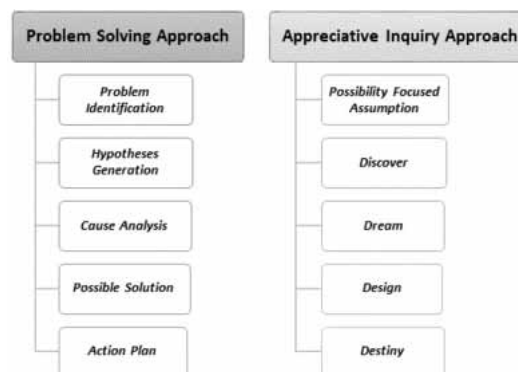 Problem Solving Approach
Problem
Identification
Hypotheses
Generation
Cause Analysis
Possible Solution
Action Plan
Appreciative Inquiry Approach
Possibility Focused
Assumption
Discover
Dream
Design
Destiny